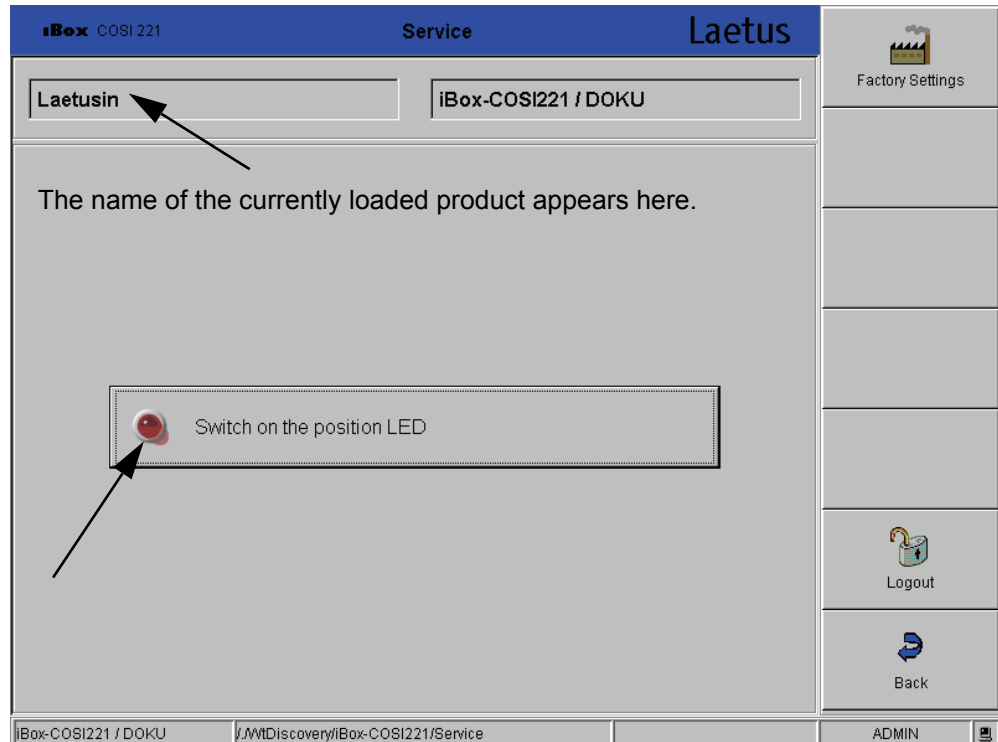 iBox COSI 221
Service
Laetus
Factory Settings
Laetusin
iBox-COSI221 / DOKU
The name of the currently loaded product appears here.
Switch on the position LED
Logout
Back
iBox-COSI221 / DOKU
/./WtDiscovery/iBox-COSI221/Service
ADMIN